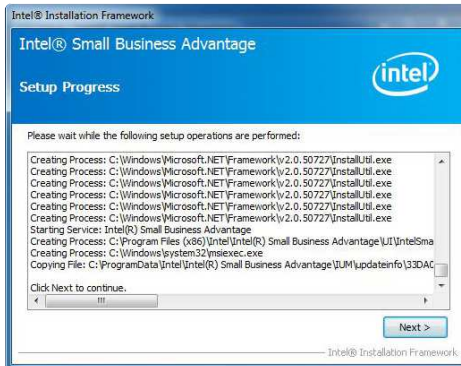 Intel® Installation Framework
Intel® Small Business Advantage
Setup Progress
intel
Please wait while the following setup operations are performed:
Creating Process: C:\Windows\Microsoft.NET\Framework\v2.0.50727\InstallUtil.exe
Creating Process: C:\Windows\Microsoft.NET\Framework\v2.0.50727\InstallUtil.exe
Creating Process: C:\Windows\Microsoft.NET\Framework\v2.0.50727\InstallUtil.exe
Creating Process: C:\Windows\Microsoft.NET\Framework\v2.0.50727\InstallUtil.exe
Creating Process: C:\Windows\Microsoft.NET\Framework\v2.0.50727\InstallUtil.exe
Creating Process: C:\Windows\Microsoft.NET\Framework\v2.0.50727\InstallUtil.exe
Starting Service: Intel(R) Small Business Advantage
Creating Process: C:\Program Files (x86)\Intel\Intel(R) Small Business Advantage\UI\IntelSma
Creating Process: C:\Windows\system32\msiexec.exe
Copying File: C:\ProgramData\Intel\Intel(R) Small Business Advantage\IUM\updateinfo\33DAC
Click Next to continue.
Next >
Intel® Installation Framework